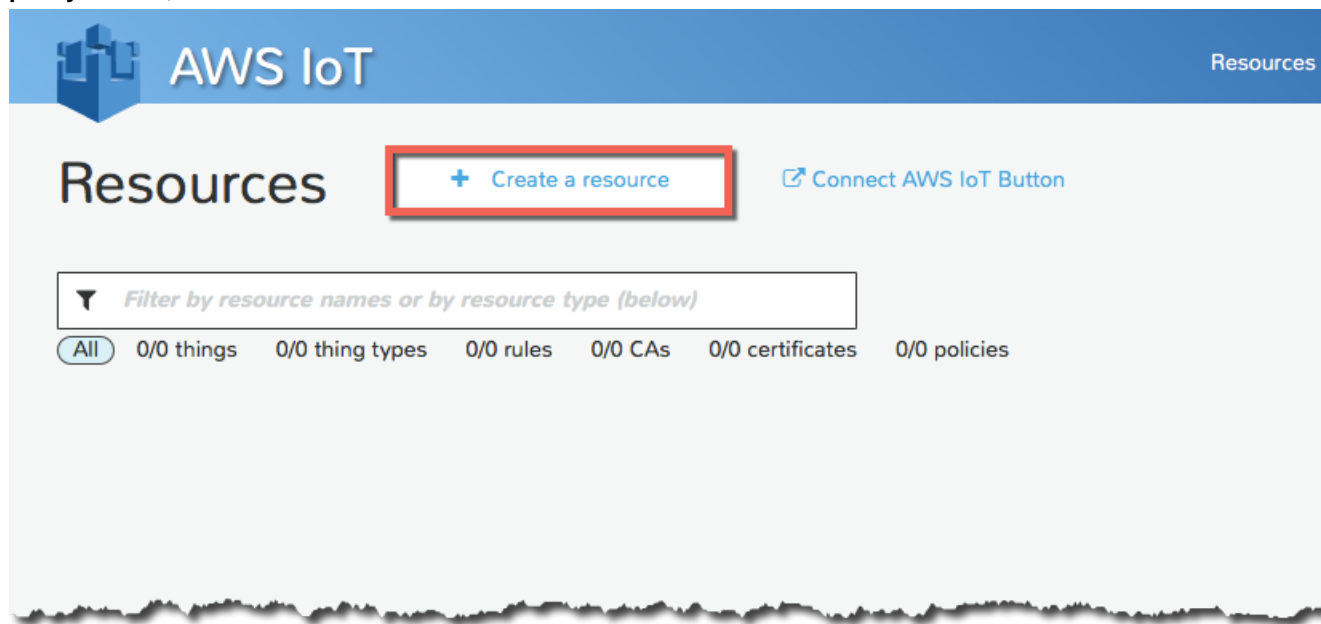 AWS IoT
Resources
Resources
+ Create a resource
Connect AWS IoT Button
Filter by resource names or by resource type (below)
All 0/0 things 0/0 thing types 0/0 rules 0/0 CAs 0/0 certificates 0/0 policies